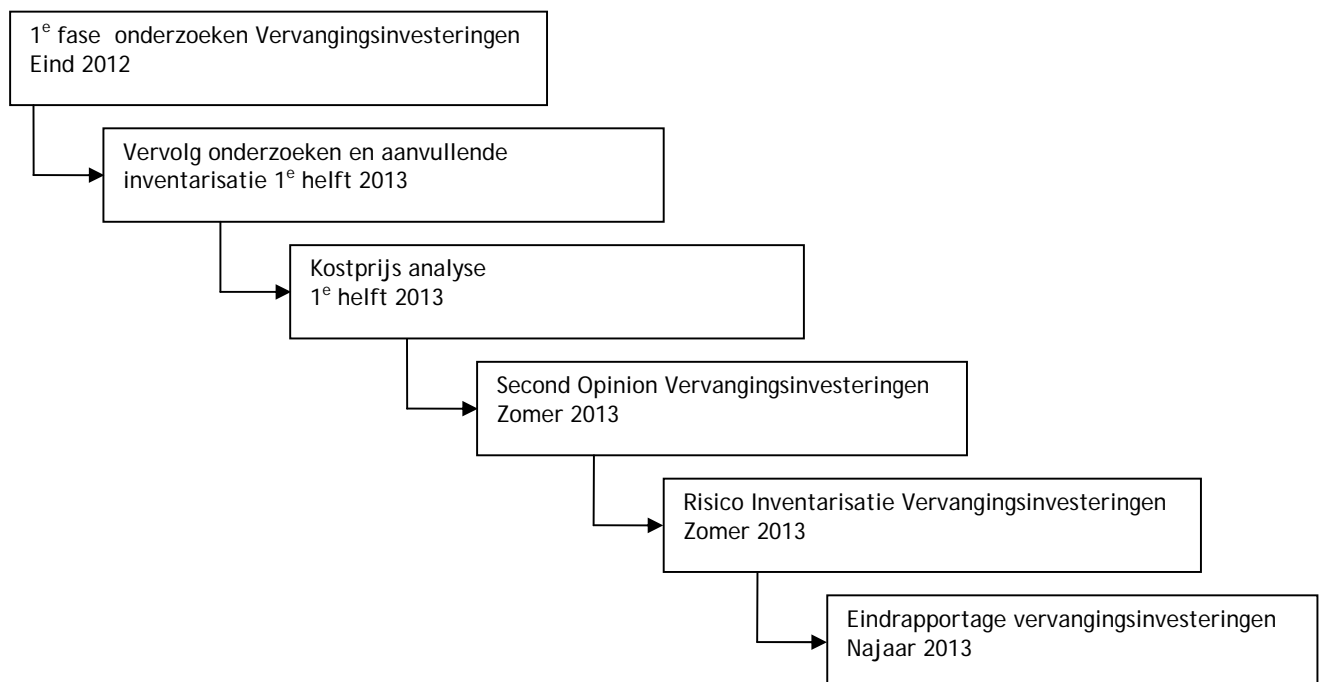 1e fase  onderzoeken Vervangingsinvesteringen
Eind 2012
Vervolg onderzoeken en aanvullende
inventarisatie 1e helft 2013
Kostprijs analyse
1e helft 2013
Second Opinion Vervangingsinvesteringen
Zomer 2013
Risico Inventarisatie Vervangingsinvesteringen
Zomer 2013
Eindrapportage vervangingsinvesteringen
Najaar 2013